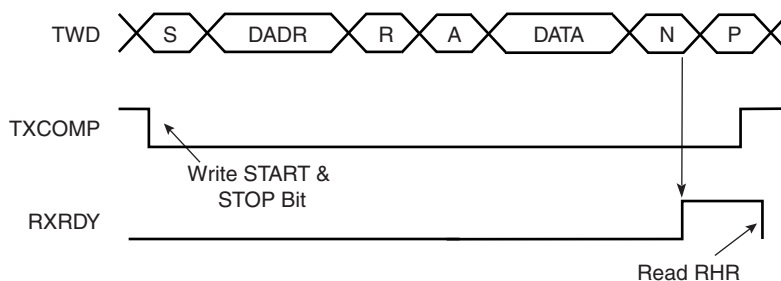 TWD S DADR R A DATA N P
TXCOMP
Write START &
STOP Bit
RXRDY
Read RHR